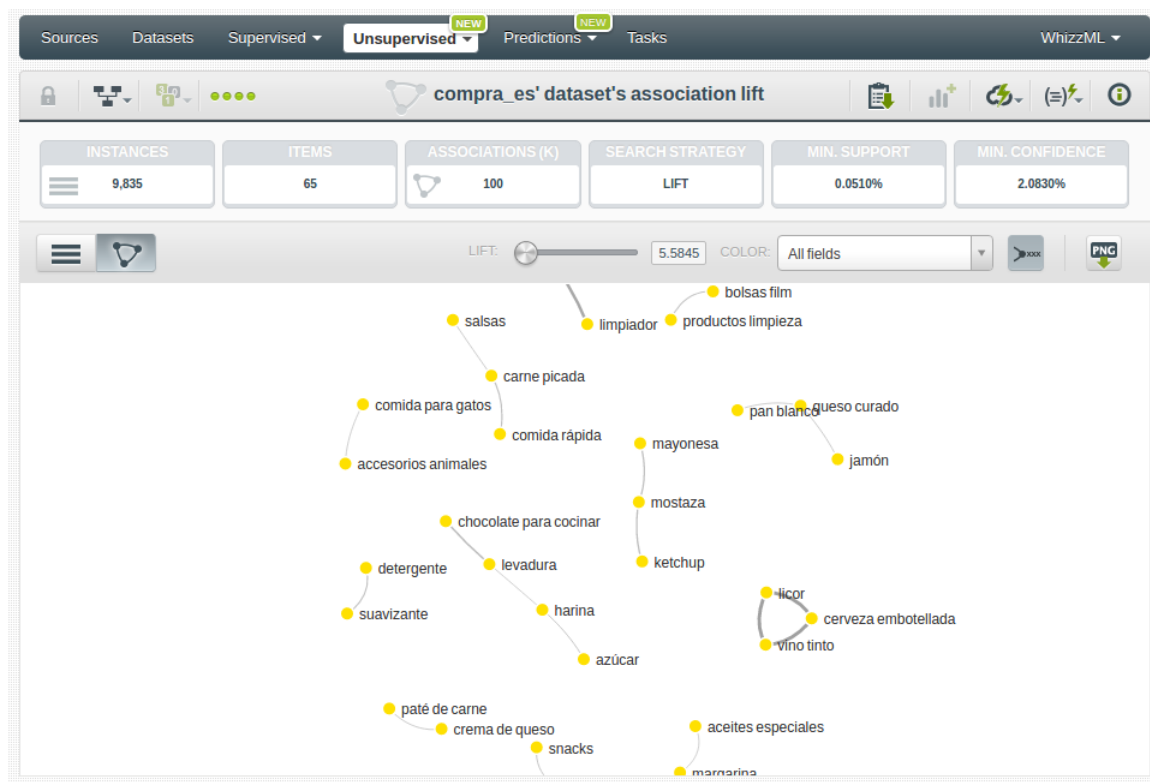 NEW NEW
Sources Datasets Supervised Unsupervised Predictions Tasks WhizzML
compra_es' dataset's association lift
INSTANCES ITEMS ASSOCIATIONS (K) SEARCH STRATEGY MIN. SUPPORT MIN. CONFIDENCE
9,835 65 100 LIFT 0.0510% 2.0830%
LIFT: 5.5845 COLOR: All fields xxx PNG
bolsas film
salsas
limpiador
productos limpieza
carne picada
comida para gatos
pan blanco
queso curado
comida rápida
mayonesa
accesorios animales
jamón
mostaza
chocolate para cocinar
levadura
ketchup
detergente
licor
suavizante
harina
cerveza embotellada
vino tinto
azúcar
paté de carne
crema de queso
aceites especiales
snacks
margarina